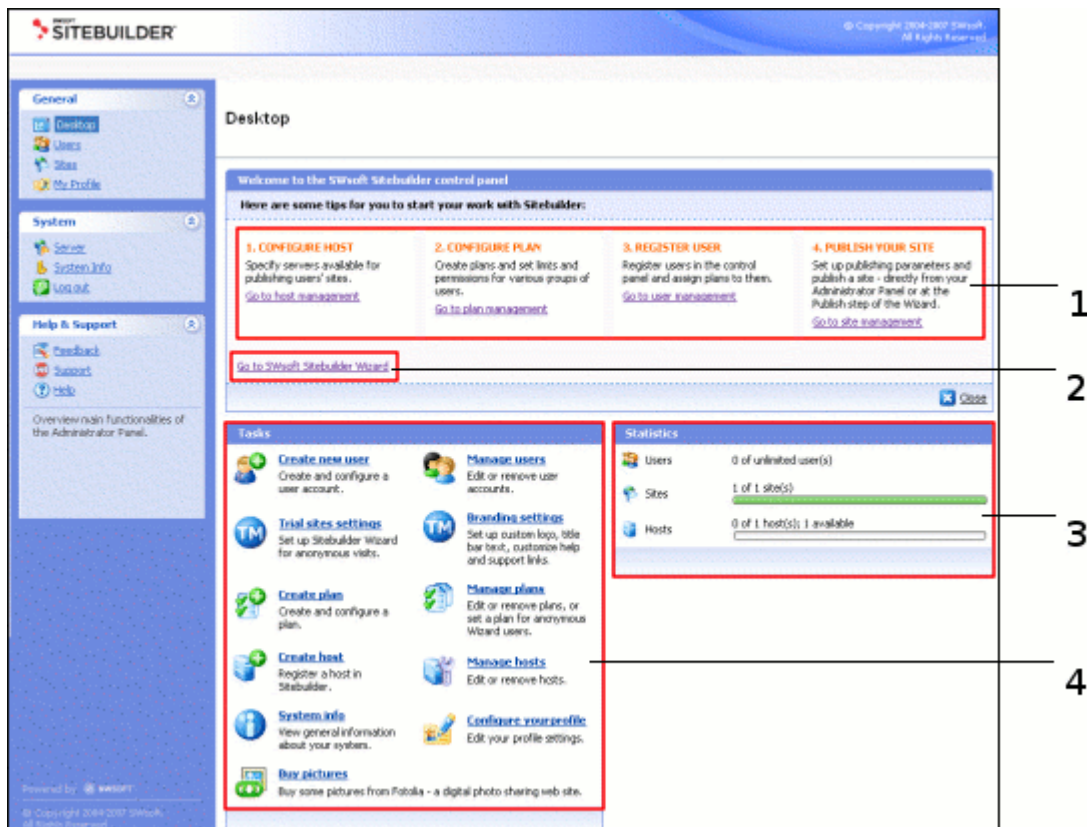 SWSOFT
SITEBUILDER
© Copyright 2004-2007 SWsoft.
All Rights Reserved.
General
Desktop
Users
Sites
My Profile
System
Server
System Info
Log out
Help & Support
Feedback
Support
Help
Overview main functionalities of
the Administrator Panel.
Powered by SWSOFT
© Copyright 2004-2007 SWsoft.
All Rights Reserved.
Desktop
Welcome to the SWsoft Sitebuilder control panel
Here are some tips for you to start your work with Sitebuilder:
1. CONFIGURE HOST
Specify servers available for
publishing users' sites.
Go to host management
2. CONFIGURE PLAN
Create plans and set limits and
permissions for various groups of
users.
Go to plan management
3. REGISTER USER
Register users in the control
panel and assign plans to them.
Go to user management
4. PUBLISH YOUR SITE
Set up publishing parameters and
publish a site - directly from your
Administrator Panel or at the
Publish step of the Wizard.
Go to site management
1
Go to SWsoft Sitebuilder Wizard
2
Close
Tasks
Create new user
Create and configure a
user account.
Manage users
Edit or remove user
accounts.
TM
Trial sites settings
Set up Sitebuilder Wizard
for anonymous visits.
TM
Branding settings
Set up custom logo, title
bar text, customize help
and support links.
Create plan
Create and configure a
plan.
Manage plans
Edit or remove plans, or
set a plan for anonymous
Wizard users.
Create host
Register a host in
Sitebuilder.
Manage hosts
Edit or remove hosts.
System info
View general information
about your system.
Configure your profile
Edit your profile settings.
Buy pictures
Buy some pictures from Fotolia - a digital photo sharing web site.
Statistics
Users 0 of unlimited user(s)
Sites 1 of 1 site(s)
Hosts 0 of 1 host(s); 1 available
3
4